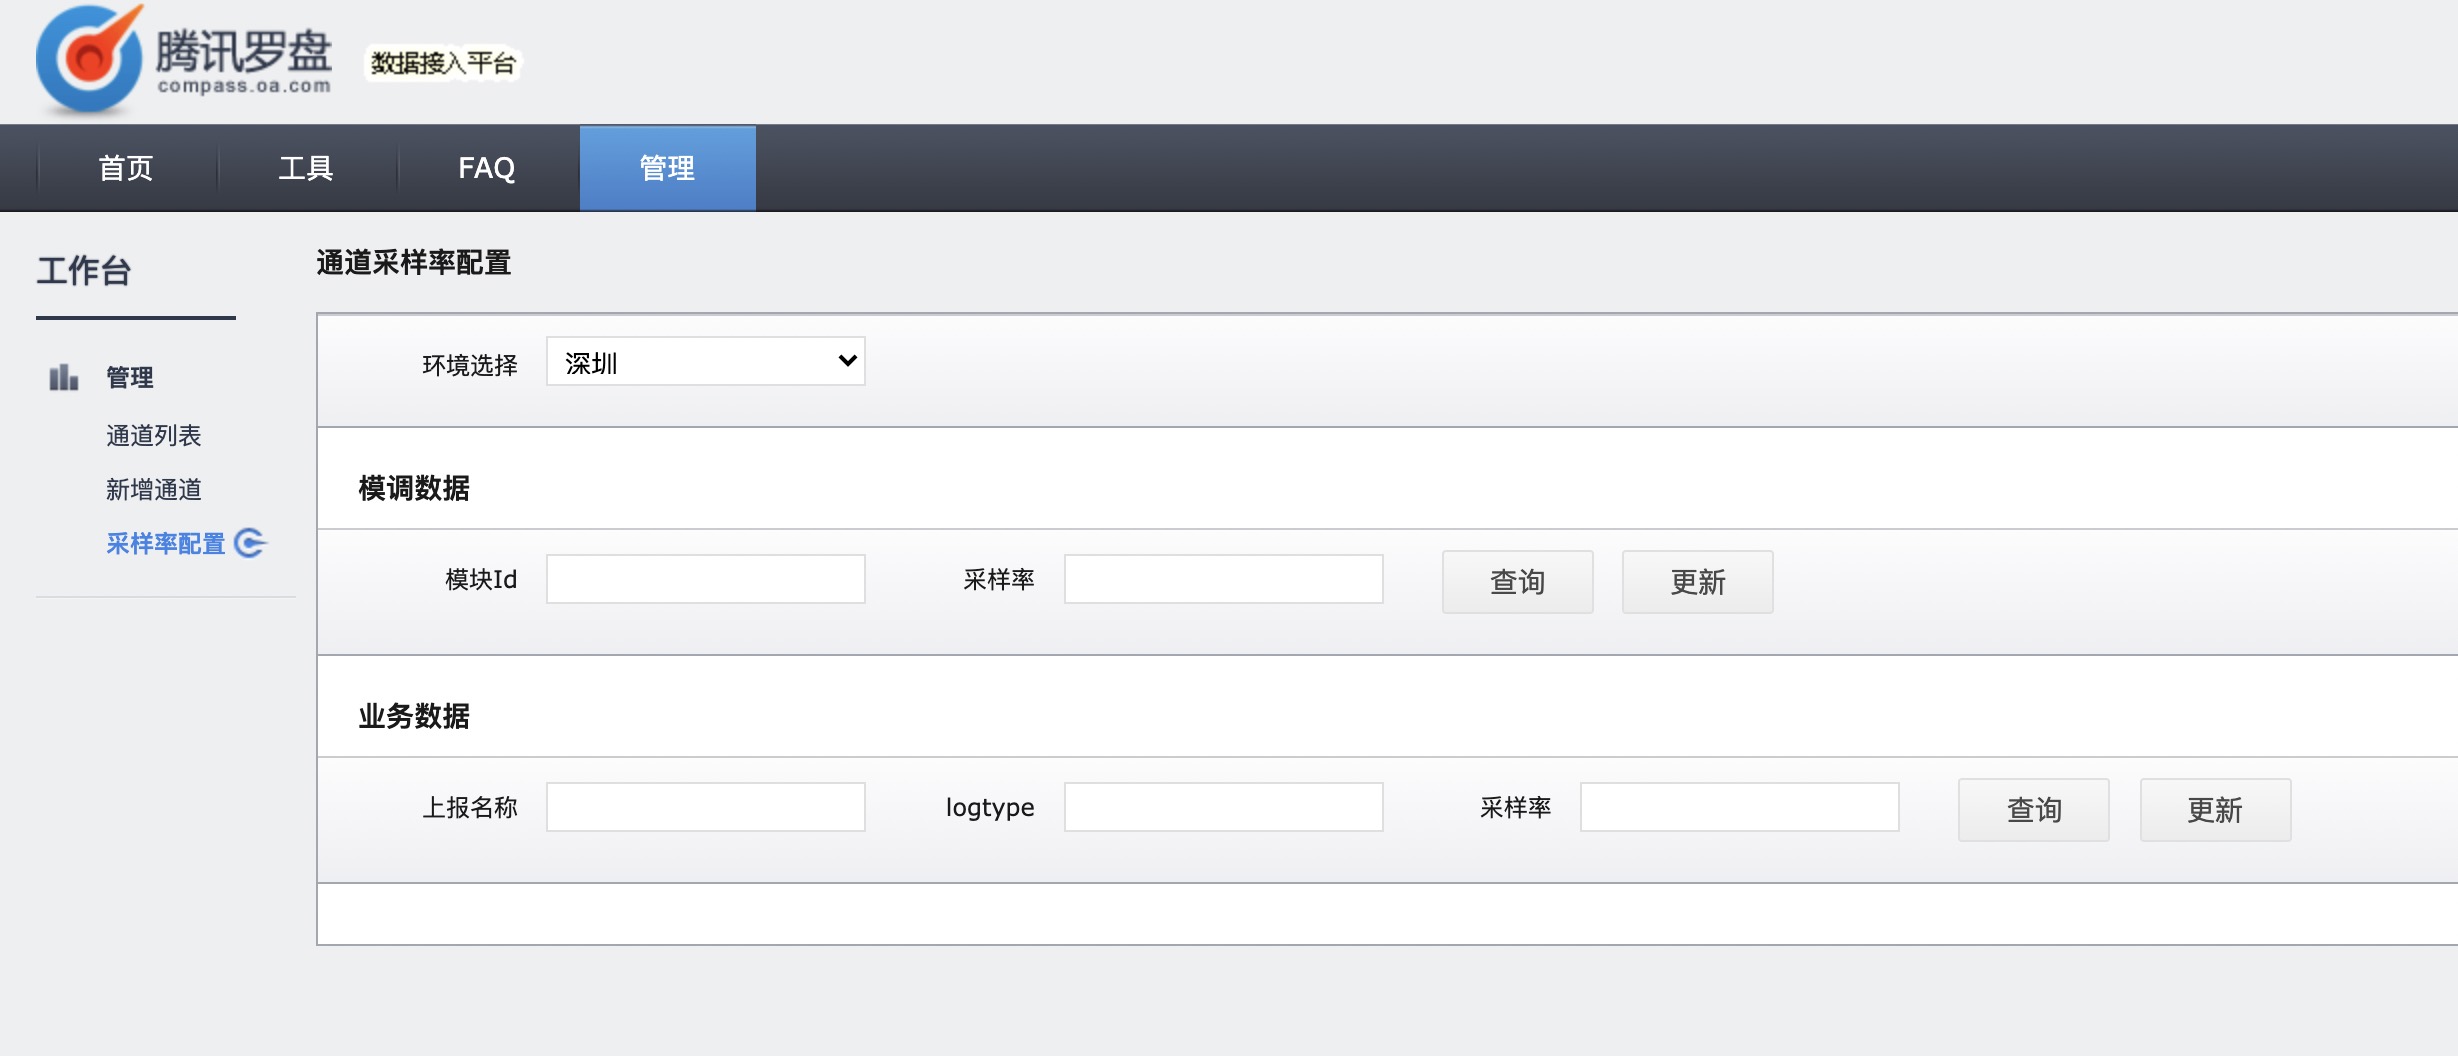 腾讯罗盘
compass.oa.com
数据接入平台
首页 工具 FAQ 管理
工作台
管理
通道列表
新增通道
采样率配置
通道采样率配置
环境选择 深圳
模调数据
模块Id 采样率 查询 更新
业务数据
上报名称 logtype 采样率 查询 更新